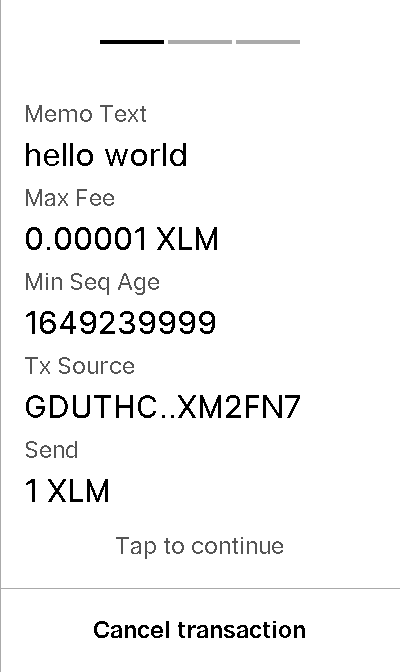 Memo Text
hello world
Max Fee
0.00001 XLM
Min Seq Age
1649239999
Tx Source
GDUTHC..XM2FN7
Send
1 XLM
Tap to continue
Cancel transaction